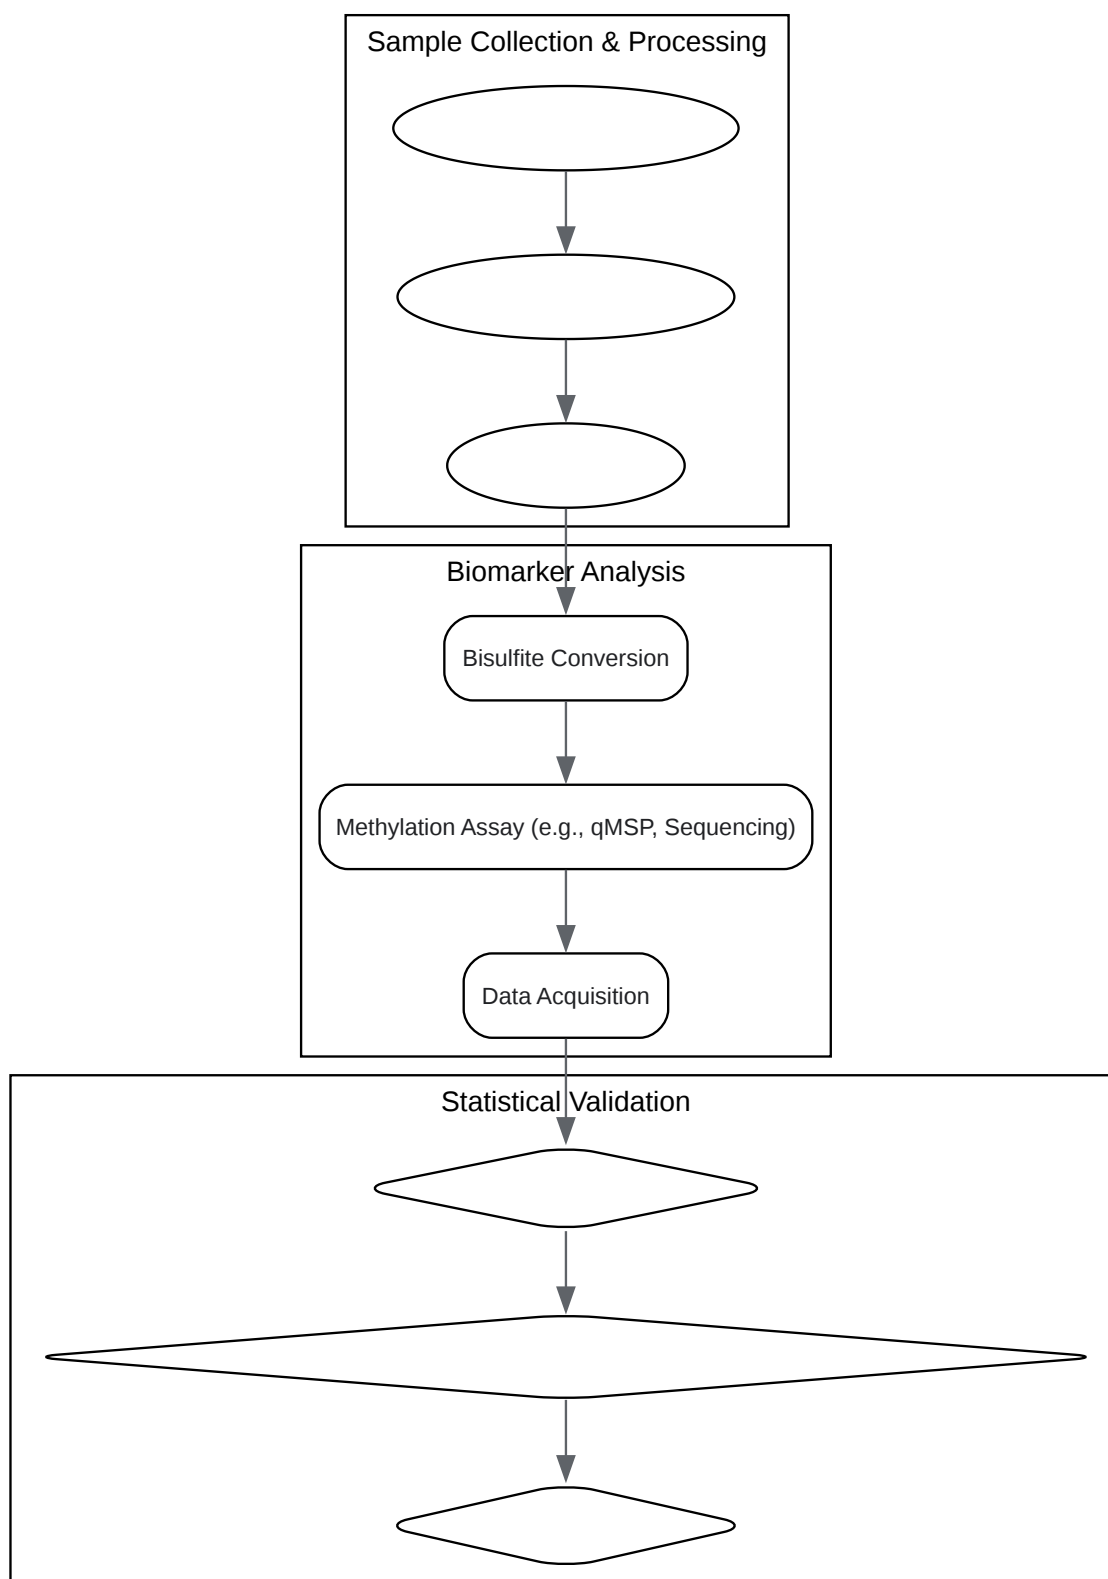 Sample Collection & Processing
Biomarker Analysis
Bisulfite Conversion
Methylation Assay (e.g., qMSP, Sequencing)
Data Acquisition
Statistical Validation